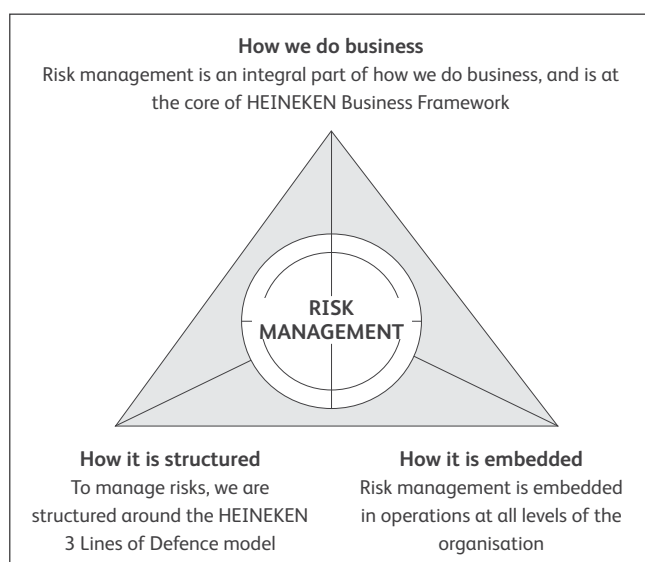 How we do business
Risk management is an integral part of how we do business, and is at
the core of HEINEKEN Business Framework
RISK
MANAGEMENT
How it is structured
To manage risks, we are
structured around the HEINEKEN
3 Lines of Defence model
How it is embedded
Risk management is embedded
in operations at all levels of the
organisation